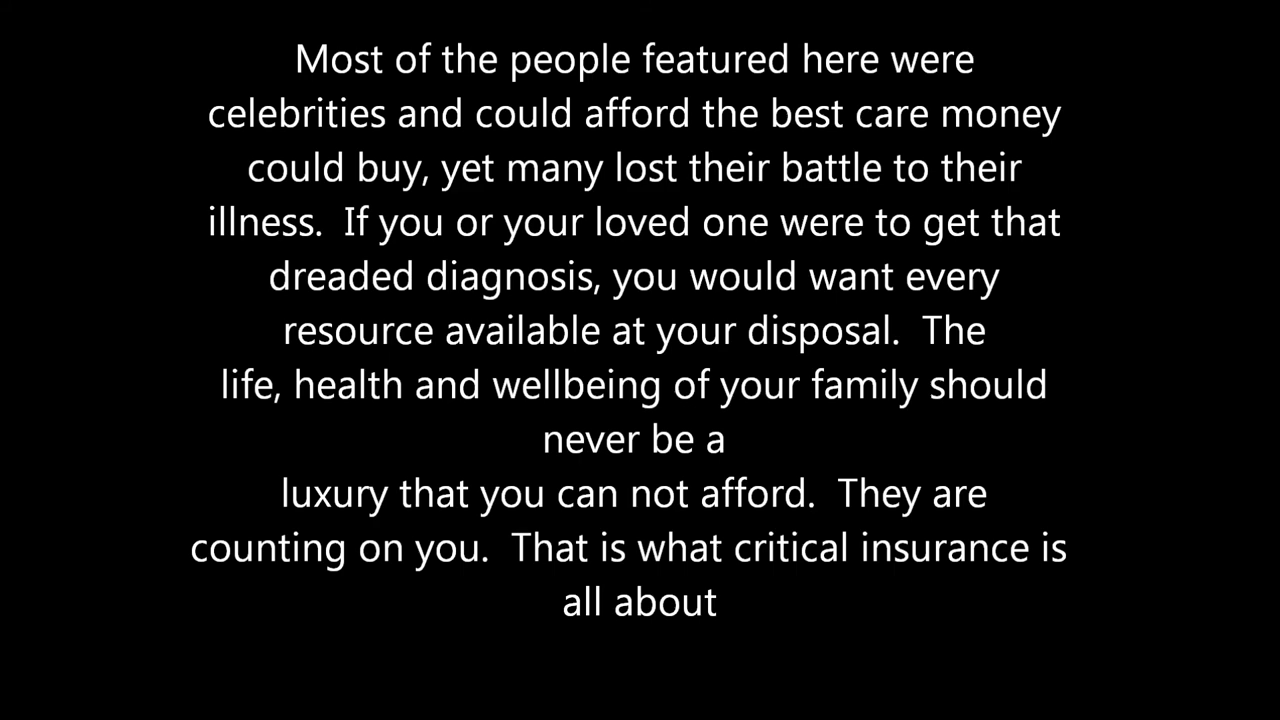 Most of the people featured here were
celebrities and could afford the best care money
could buy, yet many lost their battle to their
illness.  If you or your loved one were to get that
dreaded diagnosis, you would want every
resource available at your disposal.  The
life, health and wellbeing of your family should
never be a
luxury that you can not afford.  They are
counting on you.  That is what critical insurance is
all about